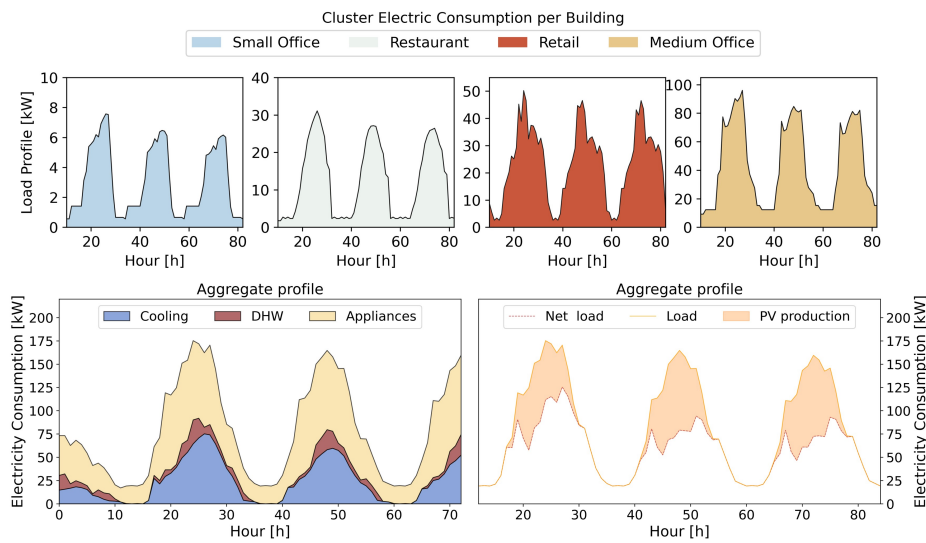 Cluster Electric Consumption per Building
Small Office Restaurant Retail Medium Office
Load Profile [kW]
10
8
6
4
2
0
20 40 60 80
Hour [h]
40
30
20
10
0
20 40 60 80
Hour [h]
50
40
30
20
10
0
20 40 60 80
Hour [h]
100
80
60
40
20
0
20 40 60 80
Hour [h]
Aggregate profile
Cooling DHW Appliances
Electricity Consumption [kW]
200
175
150
125
100
75
50
25
0
0 10 20 30 40 50 60 70
Hour [h]
Aggregate profile
Net load Load PV production
200
175
150
125
100
75
50
25
0
Electricity Consumption [kW]
20 30 40 50 60 70 80
Hour [h]